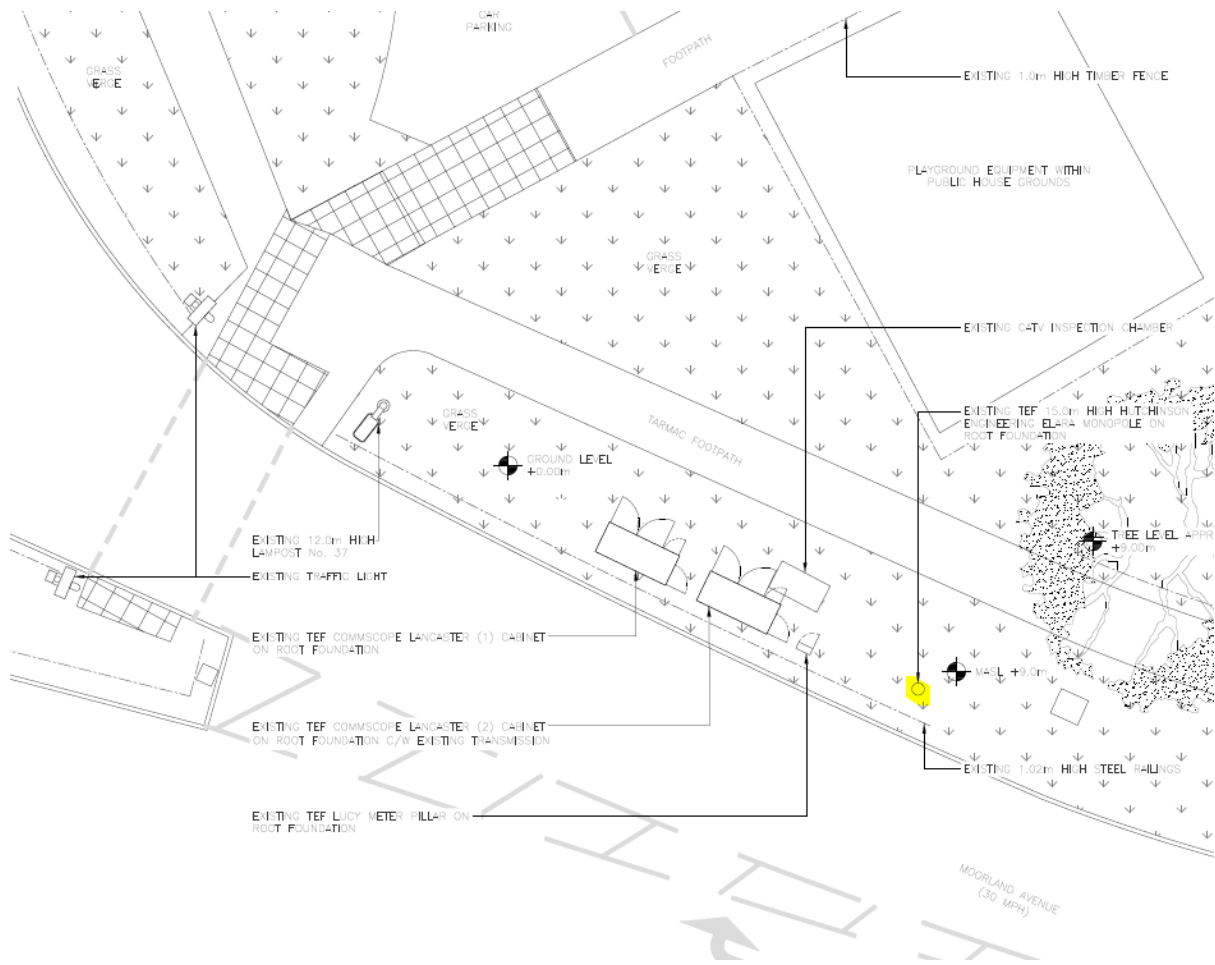 CAR
PARKING
FOOTPATH
GRASS
VERGE
EXISTING 1.0m HIGH TIMBER FENCE
PLAYGROUND EQUIPMENT WITHIN
PUBLIC HOUSE GROUNDS
GRASS
VERGE
EXISTING CATV INSPECTION CHAMBER
EXISTING TEF 15.0m HIGH HUTCHINSON
ENGINEERING ELARA MONOPOLE ON
ROOT FOUNDATION
GRASS
VERGE
TARMAC FOOTPATH
GROUND LEVEL
+0.00m
TREE LEVEL APPR
+9.00m
EXISTING 12.0m HIGH
LAMPOST No. 37
EXISTING TRAFFIC LIGHT
EXISTING TEF COMMSCOPE LANCASTER (1) CABINET
ON ROOT FOUNDATION
MASL +9.0m
EXISTING TEF COMMSCOPE LANCASTER (2) CABINET
ON ROOT FOUNDATION C/W EXISTING TRANSMISSION
EXISTING 1.02m HIGH STEEL RAILINGS
EXISTING TEF LUCY METER PILLAR ON
ROOT FOUNDATION
MOORLAND AVENUE
(30 MPH)